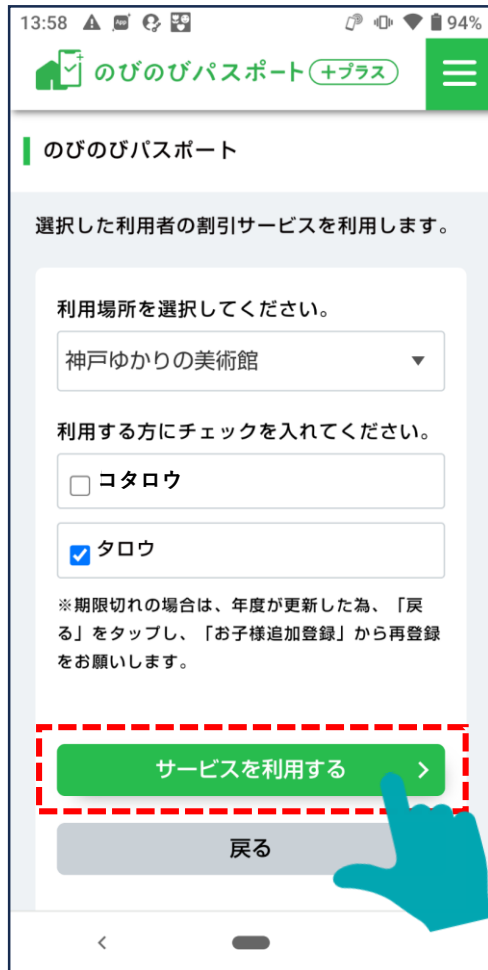 13:58 94%
のびのびパスポート +プラス
のびのびパスポート
選択した利用者の割引サービスを利用します。
利用場所を選択してください。
神戸ゆかりの美術館
利用する方にチェックを入れてください。
コタロウ
タロウ
※期限切れの場合は、年度が更新した為、「戻
る」をタップし、「お子様追加登録」から再登録
をお願いします。
サービスを利用する
戻る